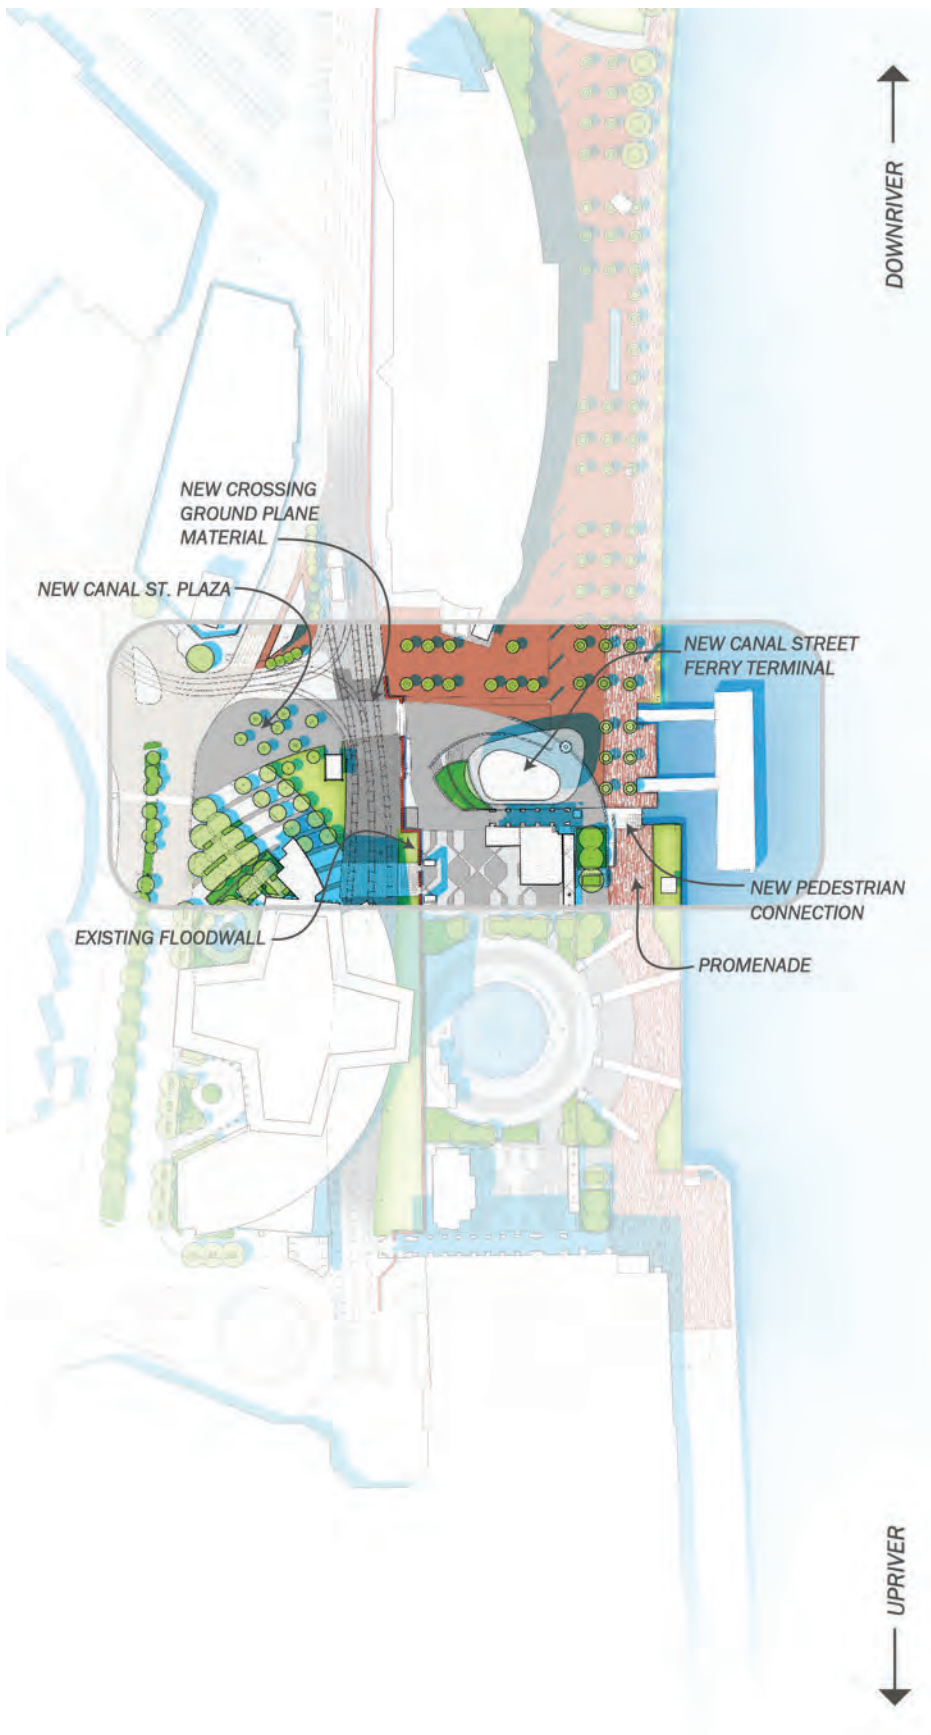 DOWNRIVER
NEW CROSSING
GROUND PLANE
MATERIAL
NEW CANAL ST. PLAZA
NEW CANAL STREET
FERRY TERMINAL
NEW PEDESTRIAN
CONNECTION
EXISTING FLOODWALL
PROMENADE
UPRIVER